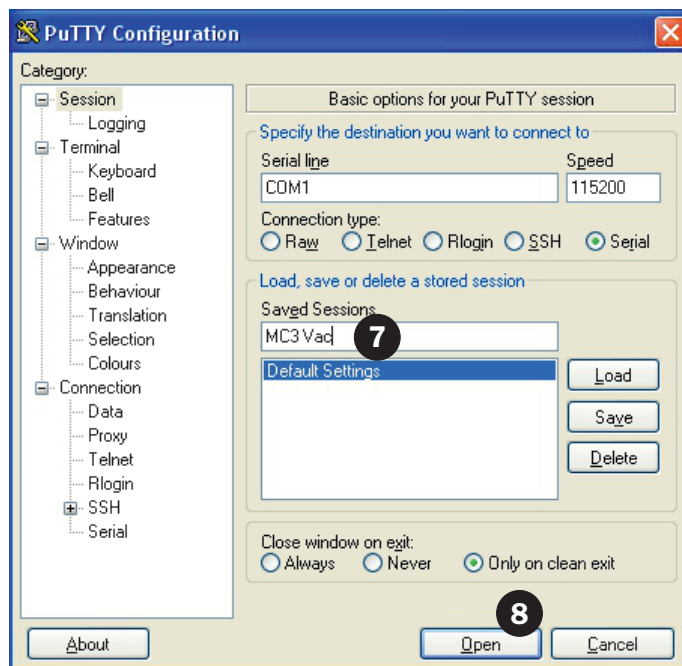 PuTTY Configuration
Category:
Session
Logging
Terminal
Keyboard
Bell
Features
Window
Appearance
Behaviour
Translation
Selection
Colours
Connection
Data
Proxy
Telnet
Rlogin
SSH
Serial
Basic options for your PuTTY session
Specify the destination you want to connect to
Serial line Speed
COM1 115200
Connection type:
Raw Telnet Rlogin SSH Serial
Load, save or delete a stored session
Saved Sessions
MC3 Vac 7
Default Settings
Load
Save
Delete
Close window on exit:
Always Never Only on clean exit
8
About Open Cancel